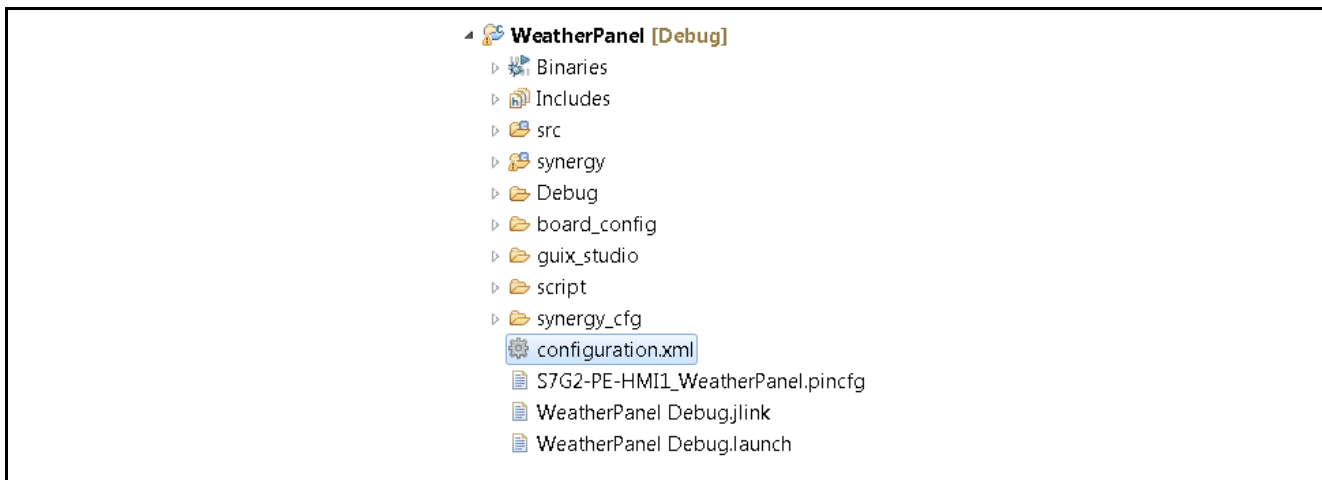 WeatherPanel [Debug]
Binaries
Includes
src
synergy
Debug
board_config
guix_studio
script
synergy_cfg
configuration.xml
S7G2-PE-HMI1_WeatherPanel.pincfg
WeatherPanel Debug.jlink
WeatherPanel Debug.launch